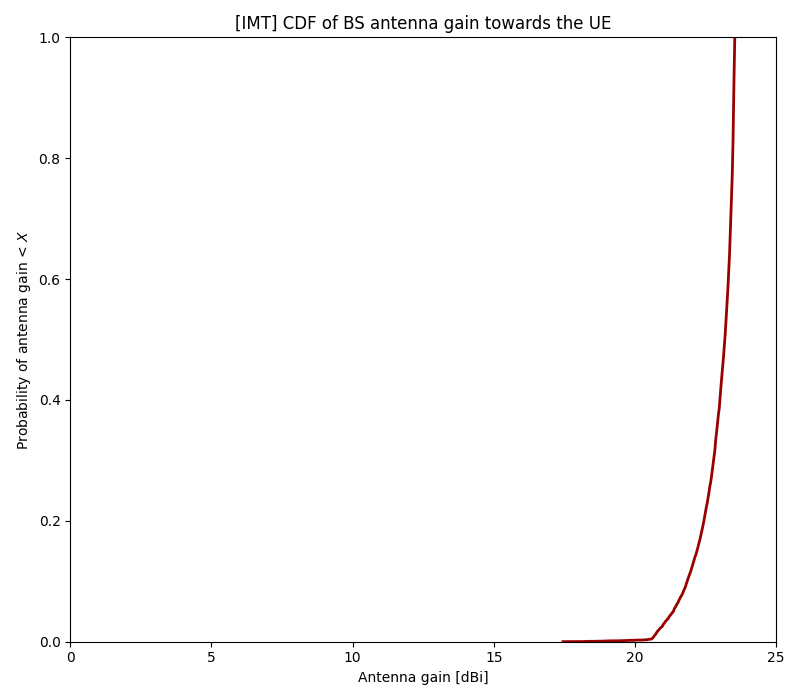 [IMT] CDF of BS antenna gain towards the UE
Probability of antenna gain < X
1.0
0.8
0.6
0.4
0.2
0.0
0 5 10 15 20 25
Antenna gain [dBi]